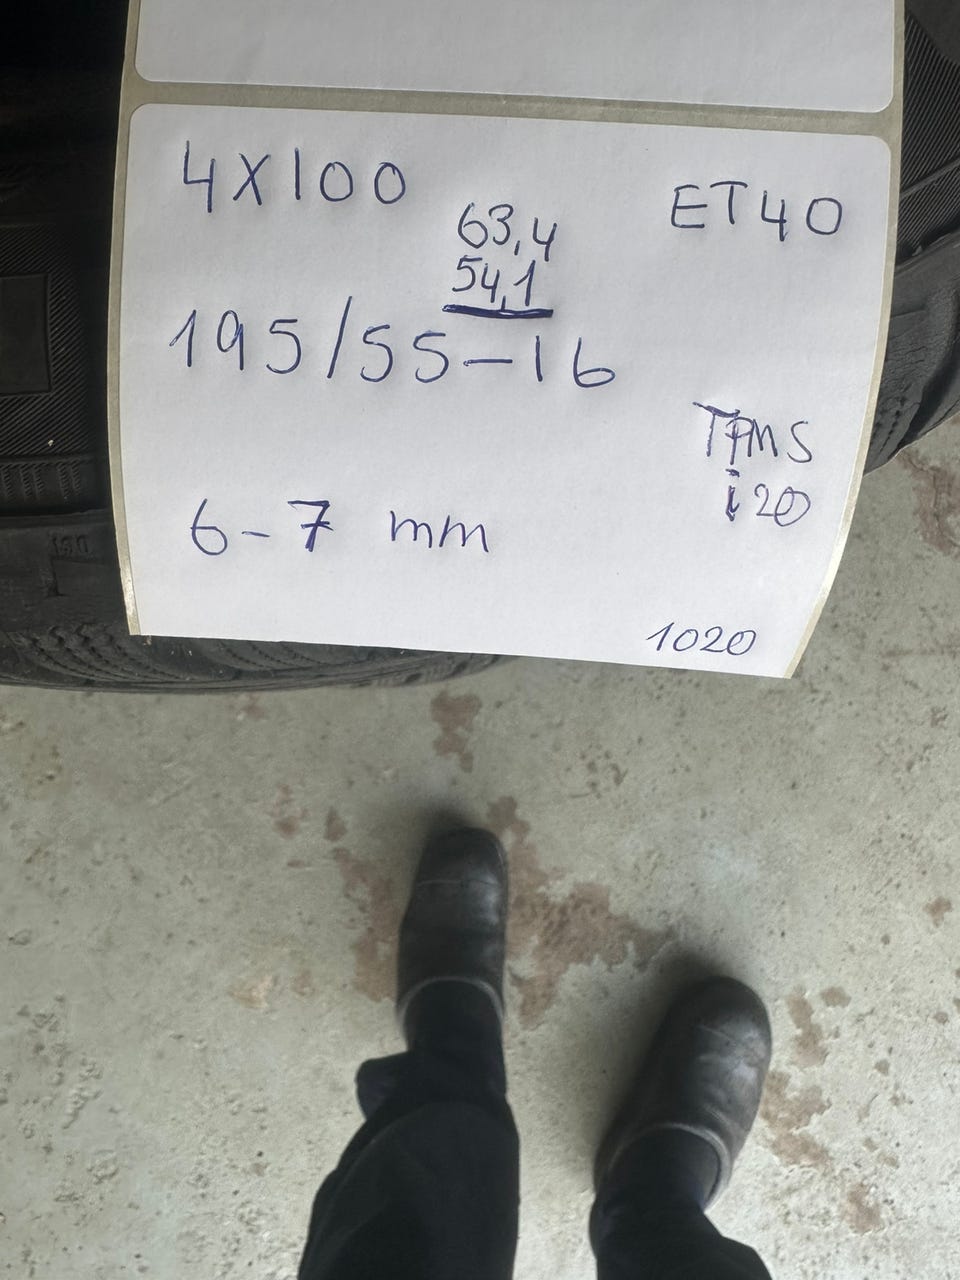 4X100
ET40
63,4
54,1
195/55-16
TPMS
i20
6-7 mm
1020